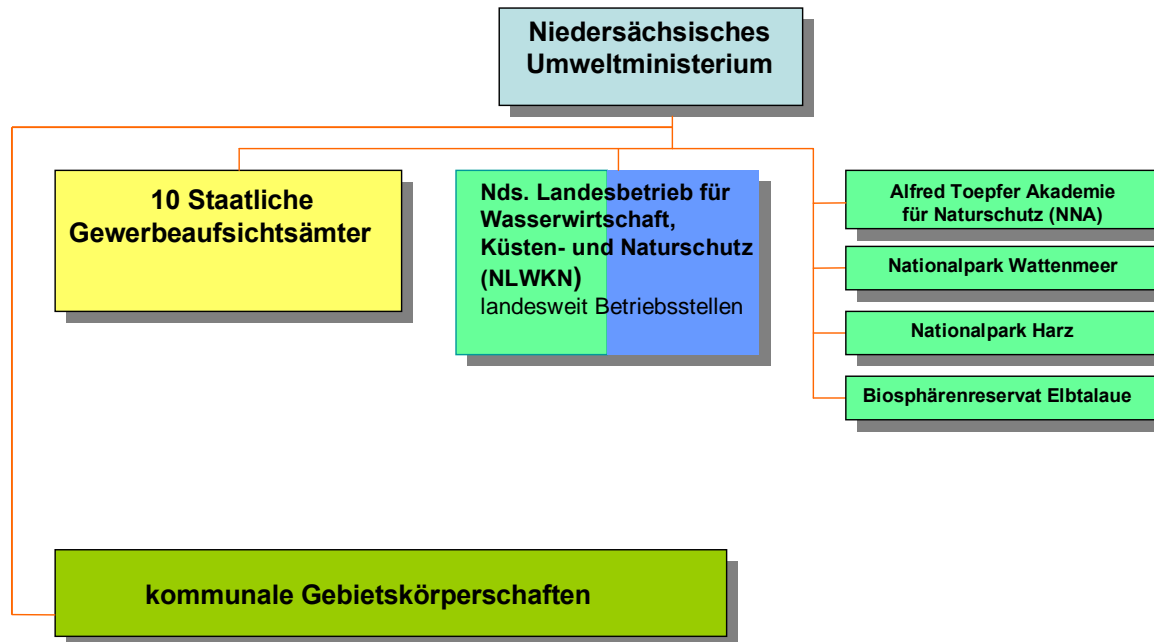 Niedersächsisches
Umweltministerium
10 Staatliche
Gewerbeaufsichtsämter
Nds. Landesbetrieb für
Wasserwirtschaft,
Küsten- und Naturschutz
(NLWKN)
landesweit Betriebsstellen
Alfred Toepfer Akademie
für Naturschutz (NNA)
Nationalpark Wattenmeer
Nationalpark Harz
Biosphärenreservat Elbtalaue
kommunale Gebietskörperschaften